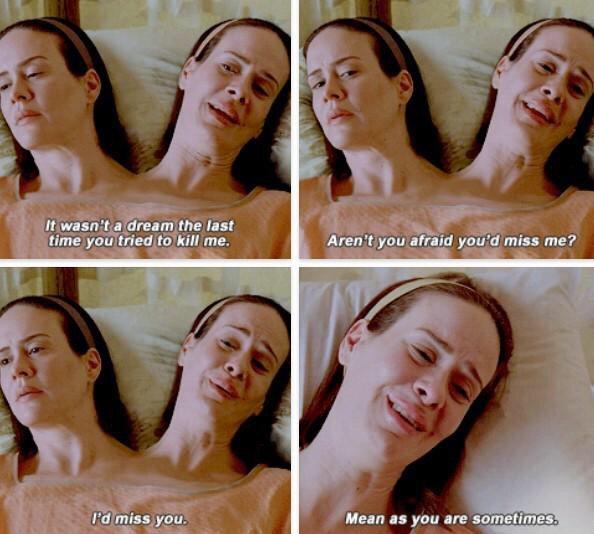 It wasn't a dream the last
time you tried to kill me.
Aren't you afraid you'd miss me?
I'd miss you.
Mean as you are sometimes.